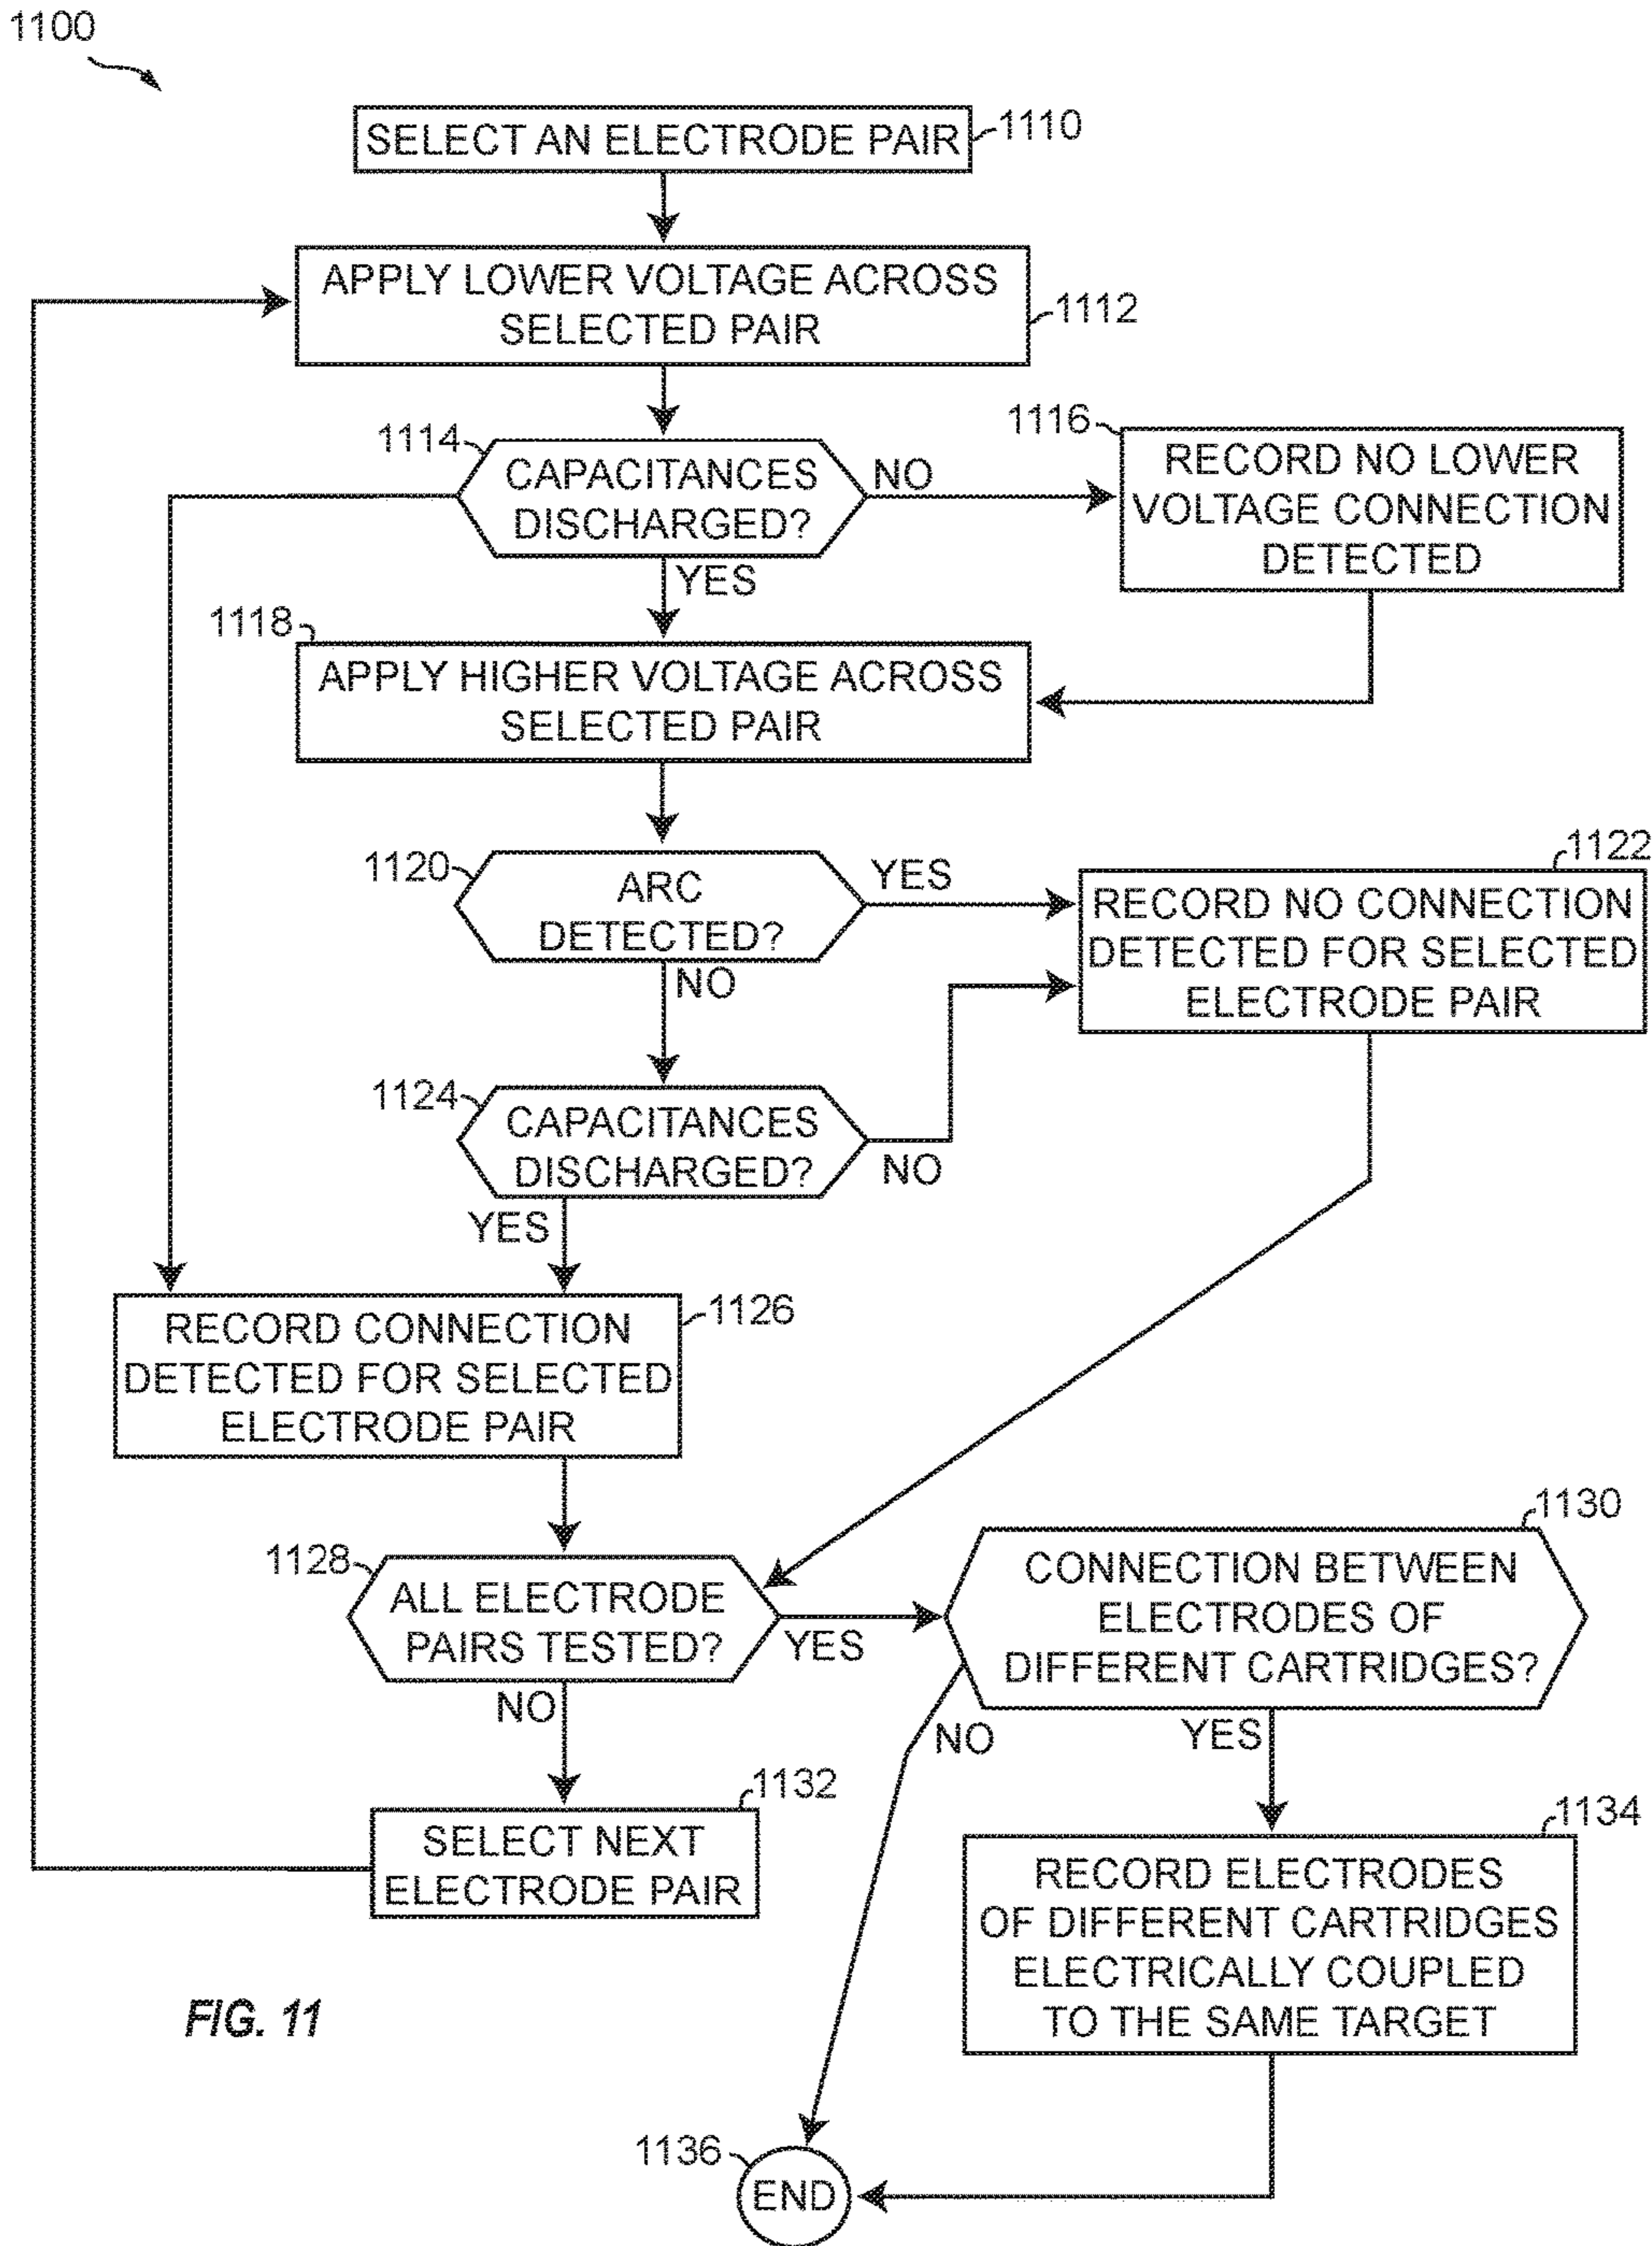 1100
SELECT AN ELECTRODE PAIR
1110
APPLY LOWER VOLTAGE ACROSS
SELECTED PAIR
1112
1114
CAPACITANCES
DISCHARGED?
NO
YES
1116
RECORD NO LOWER
VOLTAGE CONNECTION
DETECTED
1118
APPLY HIGHER VOLTAGE ACROSS
SELECTED PAIR
1120
ARC
DETECTED?
YES
NO
1122
RECORD NO CONNECTION
DETECTED FOR SELECTED
ELECTRODE PAIR
1124
CAPACITANCES
DISCHARGED?
NO
YES
1126
RECORD CONNECTION
DETECTED FOR SELECTED
ELECTRODE PAIR
1128
ALL ELECTRODE
PAIRS TESTED?
YES
NO
1130
CONNECTION BETWEEN
ELECTRODES OF
DIFFERENT CARTRIDGES?
NO
YES
1132
SELECT NEXT
ELECTRODE PAIR
1134
RECORD ELECTRODES
OF DIFFERENT CARTRIDGES
ELECTRICALLY COUPLED
TO THE SAME TARGET
FIG. 11
1136
END